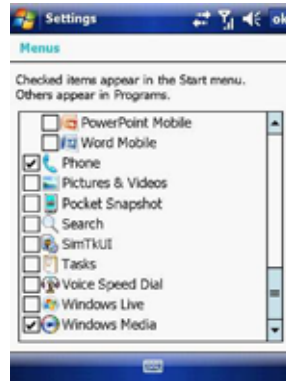 Settings
ok
Menus
Checked items appear in the Start menu.
Others appear in Programs.
PowerPoint Mobile
Word Mobile
Phone
Pictures & Videos
Pocket Snapshot
Search
SimTkUI
Tasks
Voice Speed Dial
Windows Live
Windows Media